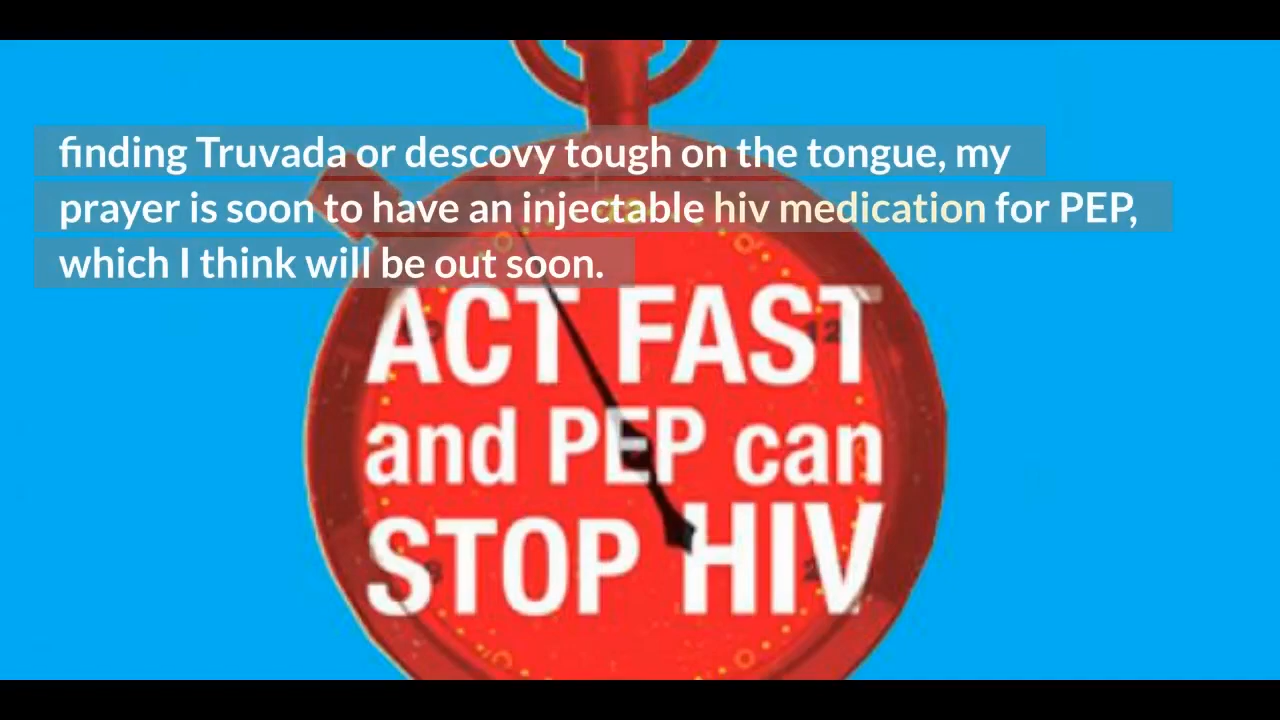 finding Truvada or descovy tough on the tongue, my
prayer is soon to have an injectable hiv medication for PEP,
which I think will be out soon.
ACT FAST
and PEP can
STOP HIV